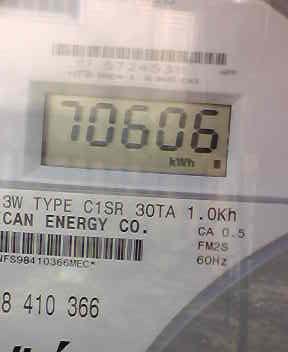 70606
kWh
3W TYPE C1SR 30TA 1.0Kh
CAN ENERGY CO.
CA 0.5
FM2S
60Hz
NFS98410366MEC*
8 410 366